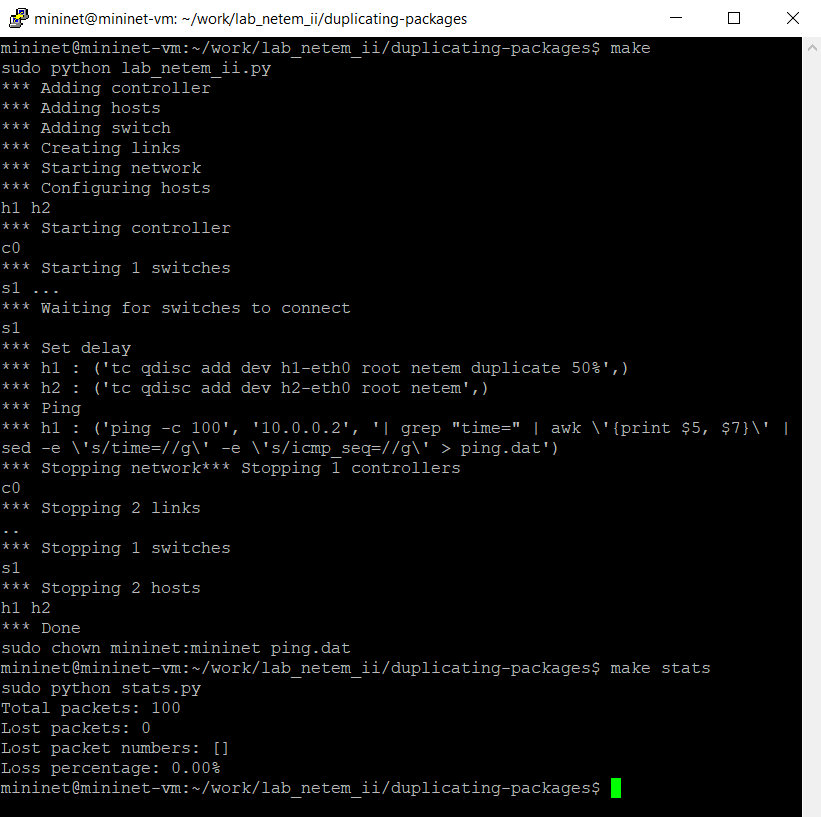 mininet@mininet-vm: ~/work/lab_netem_ii/duplicating-packages
mininet@mininet-vm:~/work/lab_netem_ii/duplicating-packages$ make
sudo python lab_netem_ii.py
*** Adding controller
*** Adding hosts
*** Adding switch
*** Creating links
*** Starting network
*** Configuring hosts
h1 h2
*** Starting controller
c0
*** Starting 1 switches
s1 ...
*** Waiting for switches to connect
s1
*** Set delay
*** h1 : ('tc qdisc add dev h1-eth0 root netem duplicate 50%',)
*** h2 : ('tc qdisc add dev h2-eth0 root netem',)
*** Ping
*** h1 : ('ping -c 100', '10.0.0.2', '| grep "time=" | awk \'{print $5, $7}\' |
sed -e \'s/time=//g\' -e \'s/icmp_seq=//g\' > ping.dat')
*** Stopping network*** Stopping 1 controllers
c0
*** Stopping 2 links
..
*** Stopping 1 switches
s1
*** Stopping 2 hosts
h1 h2
*** Done
sudo chown mininet:mininet ping.dat
mininet@mininet-vm:~/work/lab_netem_ii/duplicating-packages$ make stats
sudo python stats.py
Total packets: 100
Lost packets: 0
Lost packet numbers: []
Loss percentage: 0.00%
mininet@mininet-vm:~/work/lab_netem_ii/duplicating-packages$